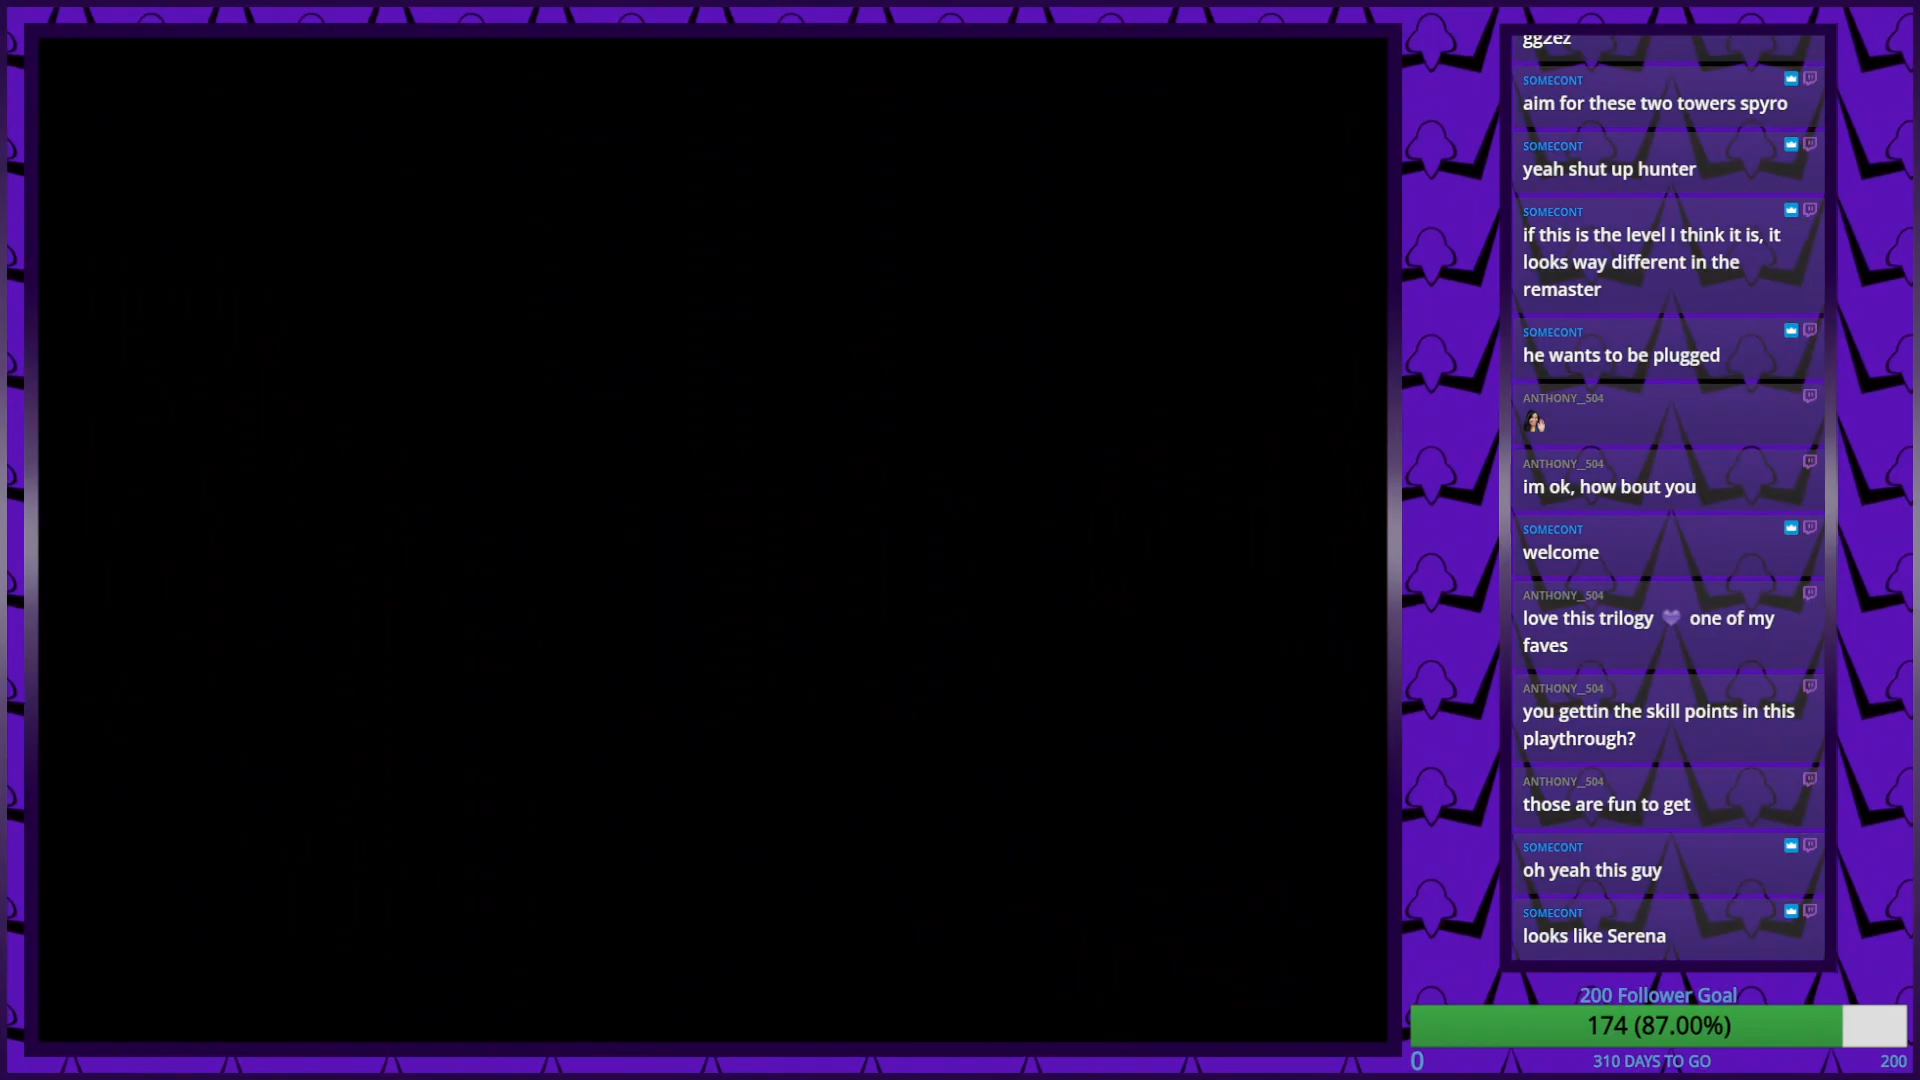 gg2ez
SOMECONT
aim for these two towers spyro
SOMECONT
yeah shut up hunter
SOMECONT
if this is the level I think it is, it
looks way different in the
remaster
SOMECONT
he wants to be plugged
ANTHONY_504
ANTHONY_504
im ok, how bout you
SOMECONT
welcome
ANTHONY_504
love this trilogy 💜 one of my
faves
ANTHONY_504
you gettin the skill points in this
playthrough?
ANTHONY_504
those are fun to get
SOMECONT
oh yeah this guy
SOMECONT
looks like Serena
200 Follower Goal
174 (87.00%)
0 310 DAYS TO GO 200